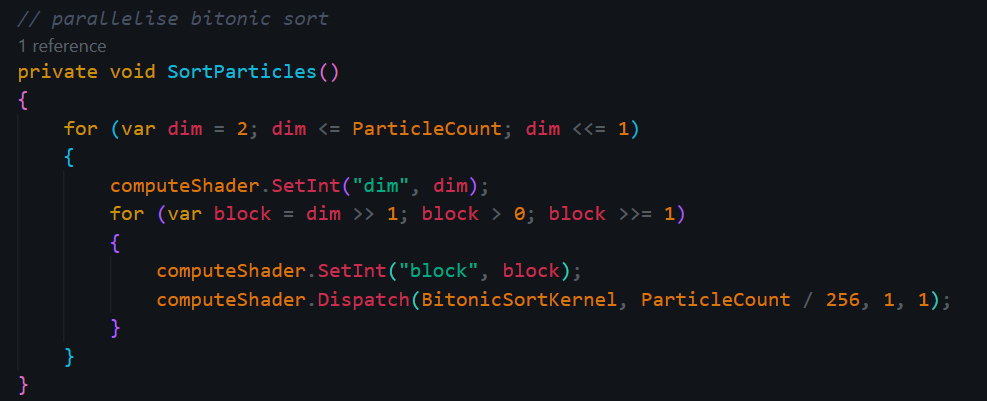 // parallelise bitonic sort
1 reference
private void SortParticles()
{
    for (var dim = 2; dim <= ParticleCount; dim <<= 1)
    {
        computeShader.SetInt("dim", dim);
        for (var block = dim >> 1; block > 0; block >>= 1)
        {
            computeShader.SetInt("block", block);
            computeShader.Dispatch(BitonicSortKernel, ParticleCount / 256, 1, 1);
        }
    }
}